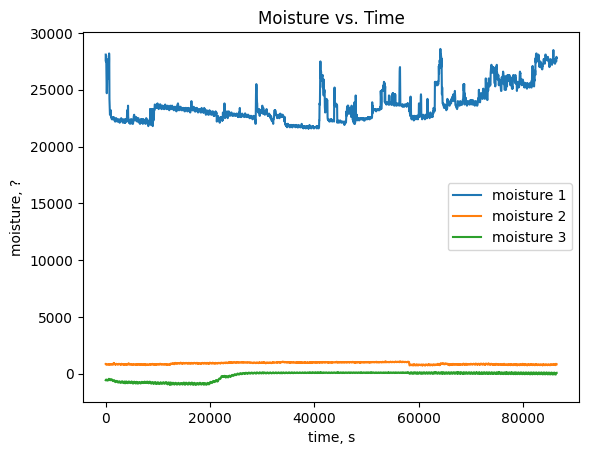 Moisture vs. Time
30000
25000
20000
15000
10000
5000
0
moisture, ?
moisture 1
moisture 2
moisture 3
0
20000
40000
60000
80000
time, s